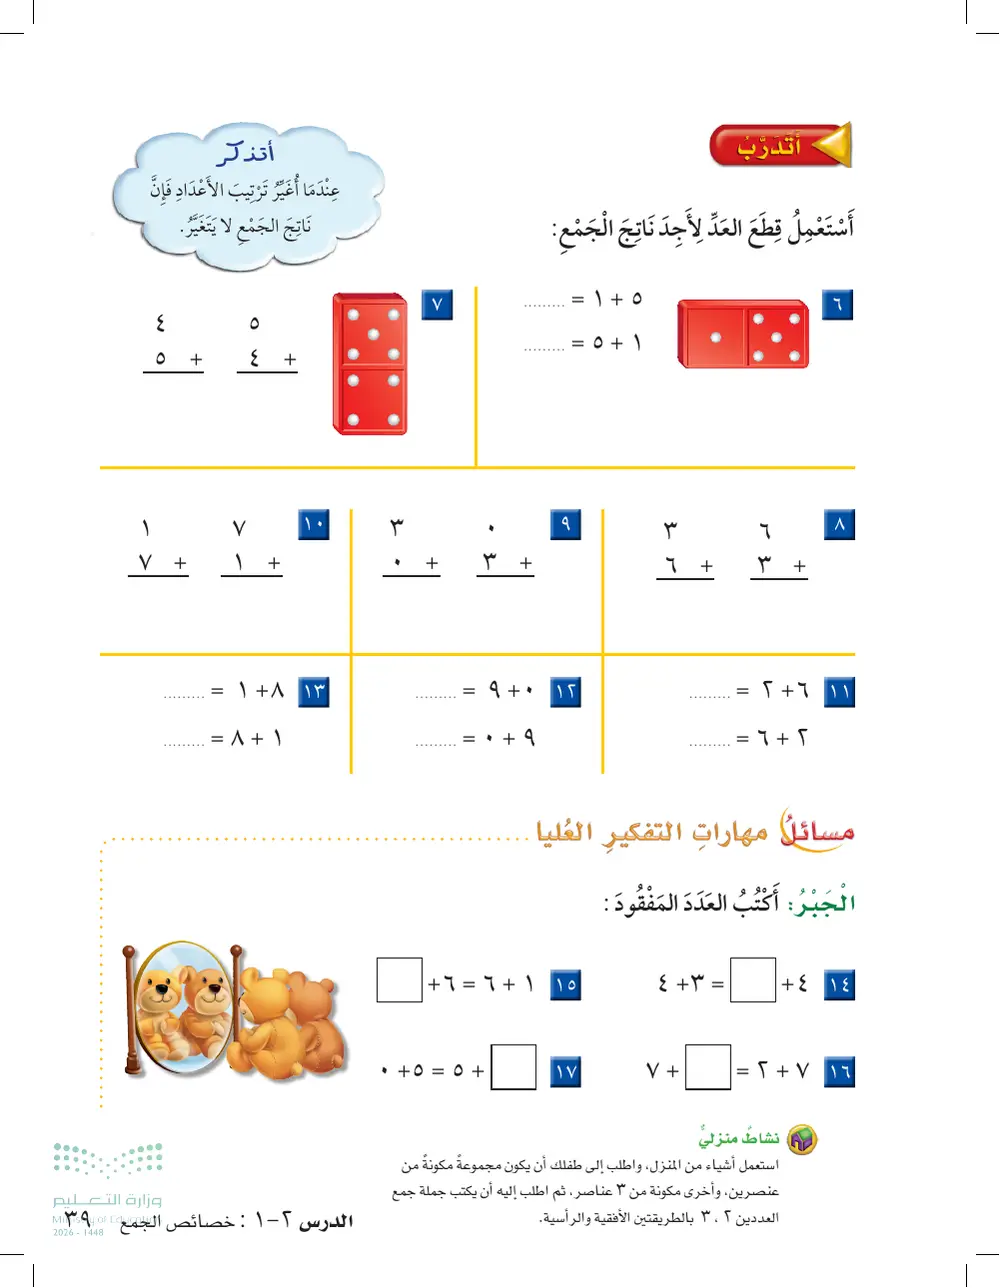 أَتَدَرَّبُ
أتذكر
عِنْدَمَا أُغَيِّرُ تَرْتِيبَ الأَعْدَادِ فَإِنَّ
نَاتِجَ الجَمْعِ لا يَتَغَيَّرُ.
أَسْتَعْمِلُ قِطَعَ العَدِّ لِأَجِدَ نَاتِجَ الْجَمْعِ:
٦
٥ + ١ = .........
١ + ٥ = .........
٧
٥ ٤
+ ٤ + ٥
٨
٦ ٣
+ ٣ + ٦
٩
٠ ٣
+ ٣ + ٠
١٠
٧ ١
+ ١ + ٧
١١
٦+ ٢ = .........
٢ + ٦ = .........
١٢
٠+ ٩ = .........
٩ + ٠ = .........
١٣
٨+ ١ = .........
١ + ٨ = .........
مسائلُ مهاراتِ التفكيرِ العُليا
الْجَبْرُ: أَكْتُبُ العَدَدَ المَفْقُودَ :
١٤ ٤+ = ٣+ ٤
١٥ ١ + ٦ = ٦+
١٦ ٧ + ٢ = + ٧
١٧ + ٥ = ٥+ ٠
نشاطٌ منزليٌّ
استعمل أشياء من المنزل، واطلب إلى طفلك أن يكون مجموعةً مكونةً من
عنصرين، وأخرى مكونة من ٣ عناصر، ثم اطلب إليه أن يكتب جملة جمع
العددين ٢ ، ٣ بالطريقتين الأفقية والرأسية.
الدرس ٢-١ : خصائص الجمع ٣٩
وزارة التعليم
Ministry of Education
2026 - 1448